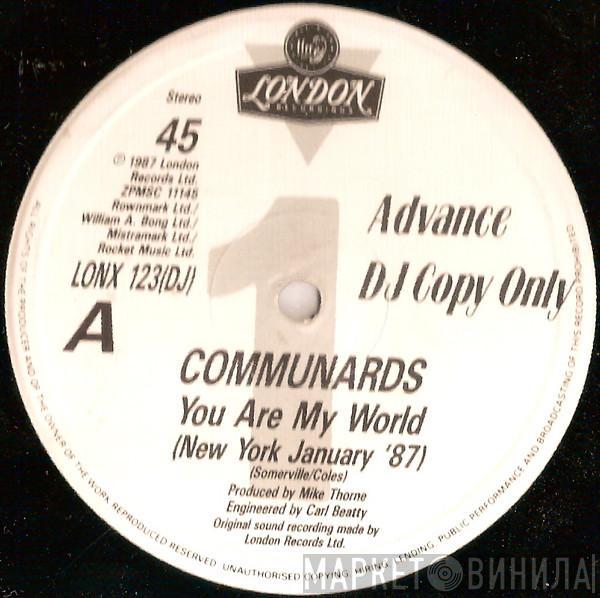 LONDON
RECORDINGS
Stereo
45
℗ 1987 London
Records Ltd.
ZPMSC 11145
Rownmark Ltd./
William A. Bong Ltd./
Mistramark Ltd./
Rocket Music Ltd.
LONX 123(DJ)
A
1
Advance
DJ Copy Only
COMMUNARDS
You Are My World
(New York January '87)
(Somerville/Coles)
Produced by Mike Thorne
Engineered by Carl Beatty
Original sound recording made by
London Records Ltd.
ALL RIGHTS OF THE PRODUCER AND OF THE OWNER OF THE WORK REPRODUCED RESERVED. UNAUTHORISED COPYING, HIRING, LENDING, PUBLIC PERFORMANCE AND BROADCASTING OF THIS RECORD PROHIBITED
МАРКЕТ ВИНИЛА